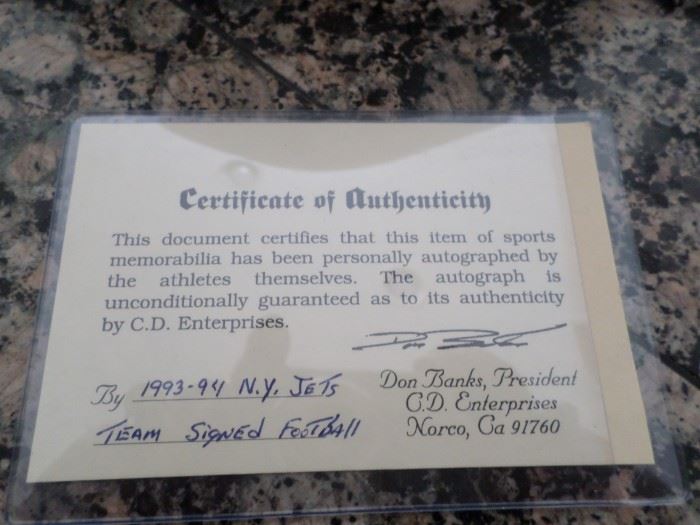 Certificate of Authenticity
This document certifies that this item of sports
memorabilia has been personally autographed by
the athletes themselves. The autograph is
unconditionally guaranteed as to its authenticity
by C.D. Enterprises.
Don Banks
By 1993-94 N.Y. JETS
TEAM SIGNED FOOTBALL
Don Banks, President
C.D. Enterprises
Norco, Ca 91760